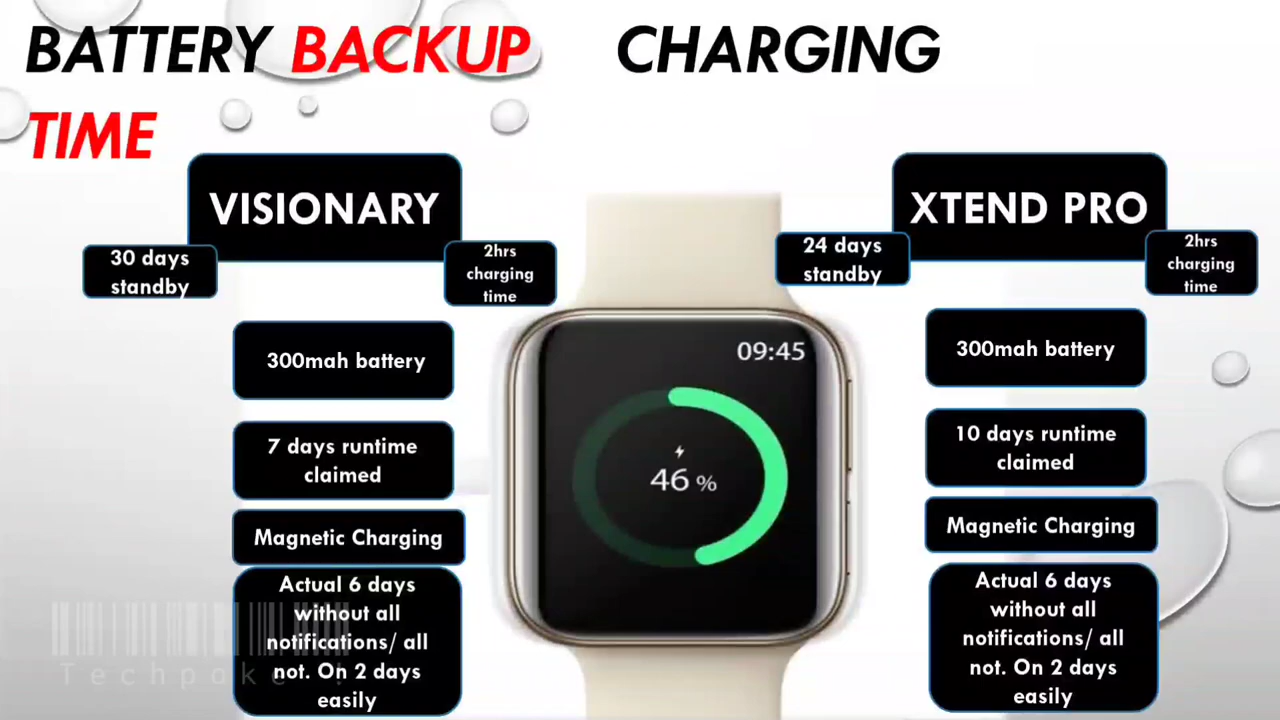 BATTERY BACKUP CHARGING
TIME
VISIONARY
30 days
standby
2hrs
charging
time
300mah battery
7 days runtime
claimed
Magnetic Charging
Actual 6 days
without all
notifications/ all
not. On 2 days
easily
09:45
46 %
XTEND PRO
24 days
standby
2hrs
charging
time
300mah battery
10 days runtime
claimed
Magnetic Charging
Actual 6 days
without all
notifications/ all
not. On 2 days
easily